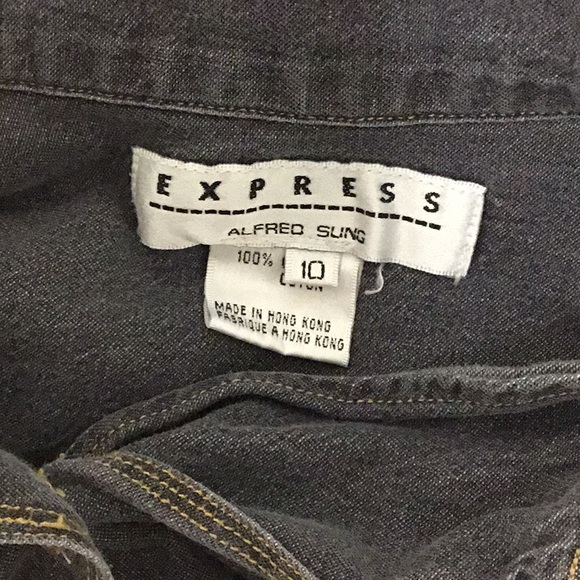 EXPRESS
ALFRED SUNG
100%
10
MADE IN HONG KONG
FABRIQUE A HONG KONG